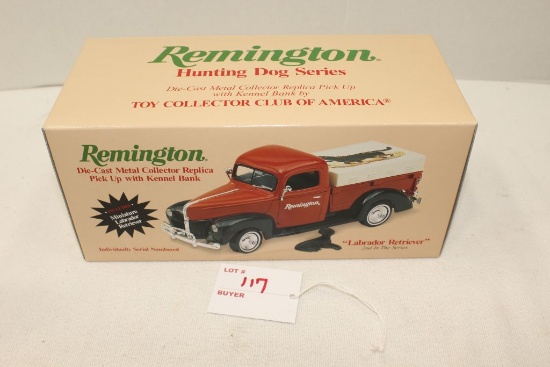 Remington.
Hunting Dog Series
Die-Cast Metal Collector Replica Pick Up
with Kennel Bank by
TOY COLLECTOR CLUB OF AMERICA®
Remington.
Die-Cast Metal Collector Replica
Pick Up with Kennel Bank
Miniature
Labrador
Retriever
Remington.
Individually Serial Numbered
"Labrador Retriever"
2nd In The Series
LOT # 117
BUYER